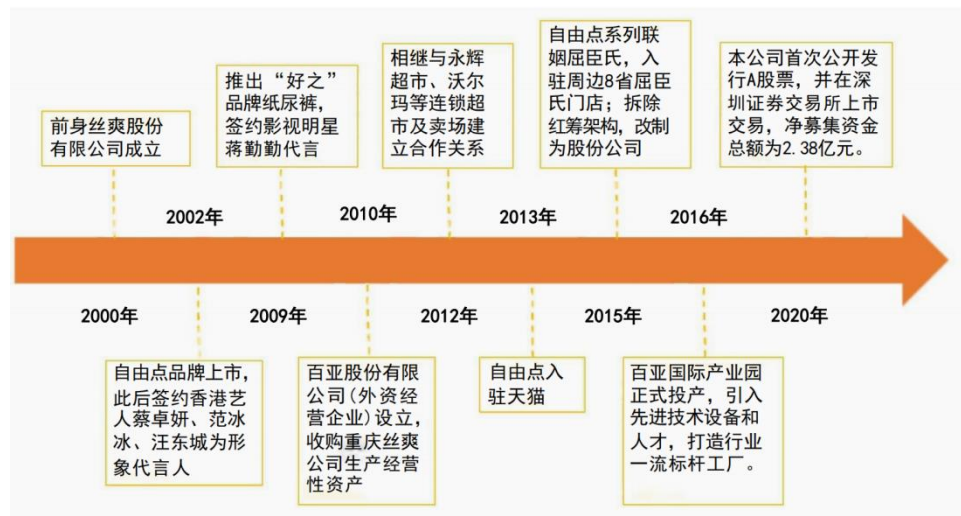 前身丝爽股份
有限公司成立
推出“好之”
品牌纸尿裤,
签约影视明星
蒋勤勤代言
相继与永辉
超市、沃尔
玛等连锁超
市及卖场建
立合作关系
自由点系列联
姻屈臣氏，入
驻周边8省屈臣
氏门店；拆除
红筹架构，改制
为股份公司
本公司首次公开发
行A股票，并在深
圳证券交易所上市
交易，净募集资金
总额为2.38亿元。
2002年
2010年
2013年
2016年
2000年
2009年
2012年
2015年
2020年
自由点品牌上市，
此后签约香港艺
人蔡卓妍、范冰
冰、汪东城为形
象代言人
百亚股份有限
公司(外资经
营企业)设立，
收购重庆丝爽
公司生产经营
性资产
自由点入
驻天猫
百亚国际产业园
正式投产，引入
先进技术设备和
人才，打造行业
一流标杆工厂。